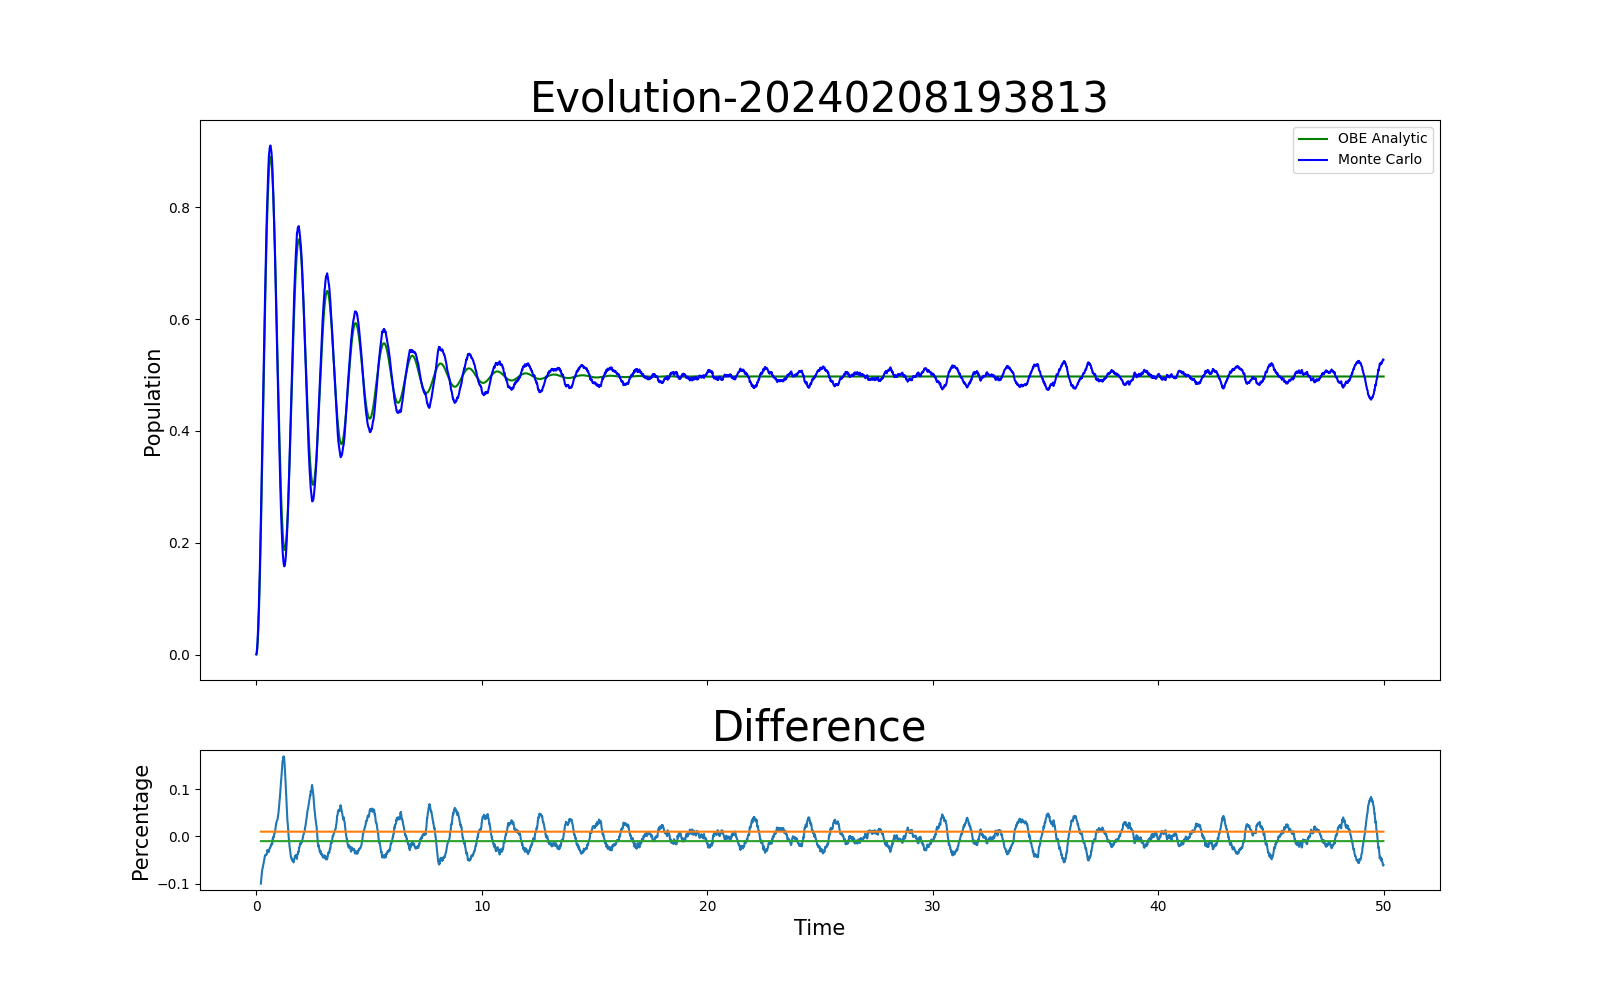 Evolution-20240208193813
OBE Analytic
Monte Carlo
Population
0.8
0.6
0.4
0.2
0.0
Difference
Percentage
0.1
0.0
−0.1
0 10 20 30 40 50
Time